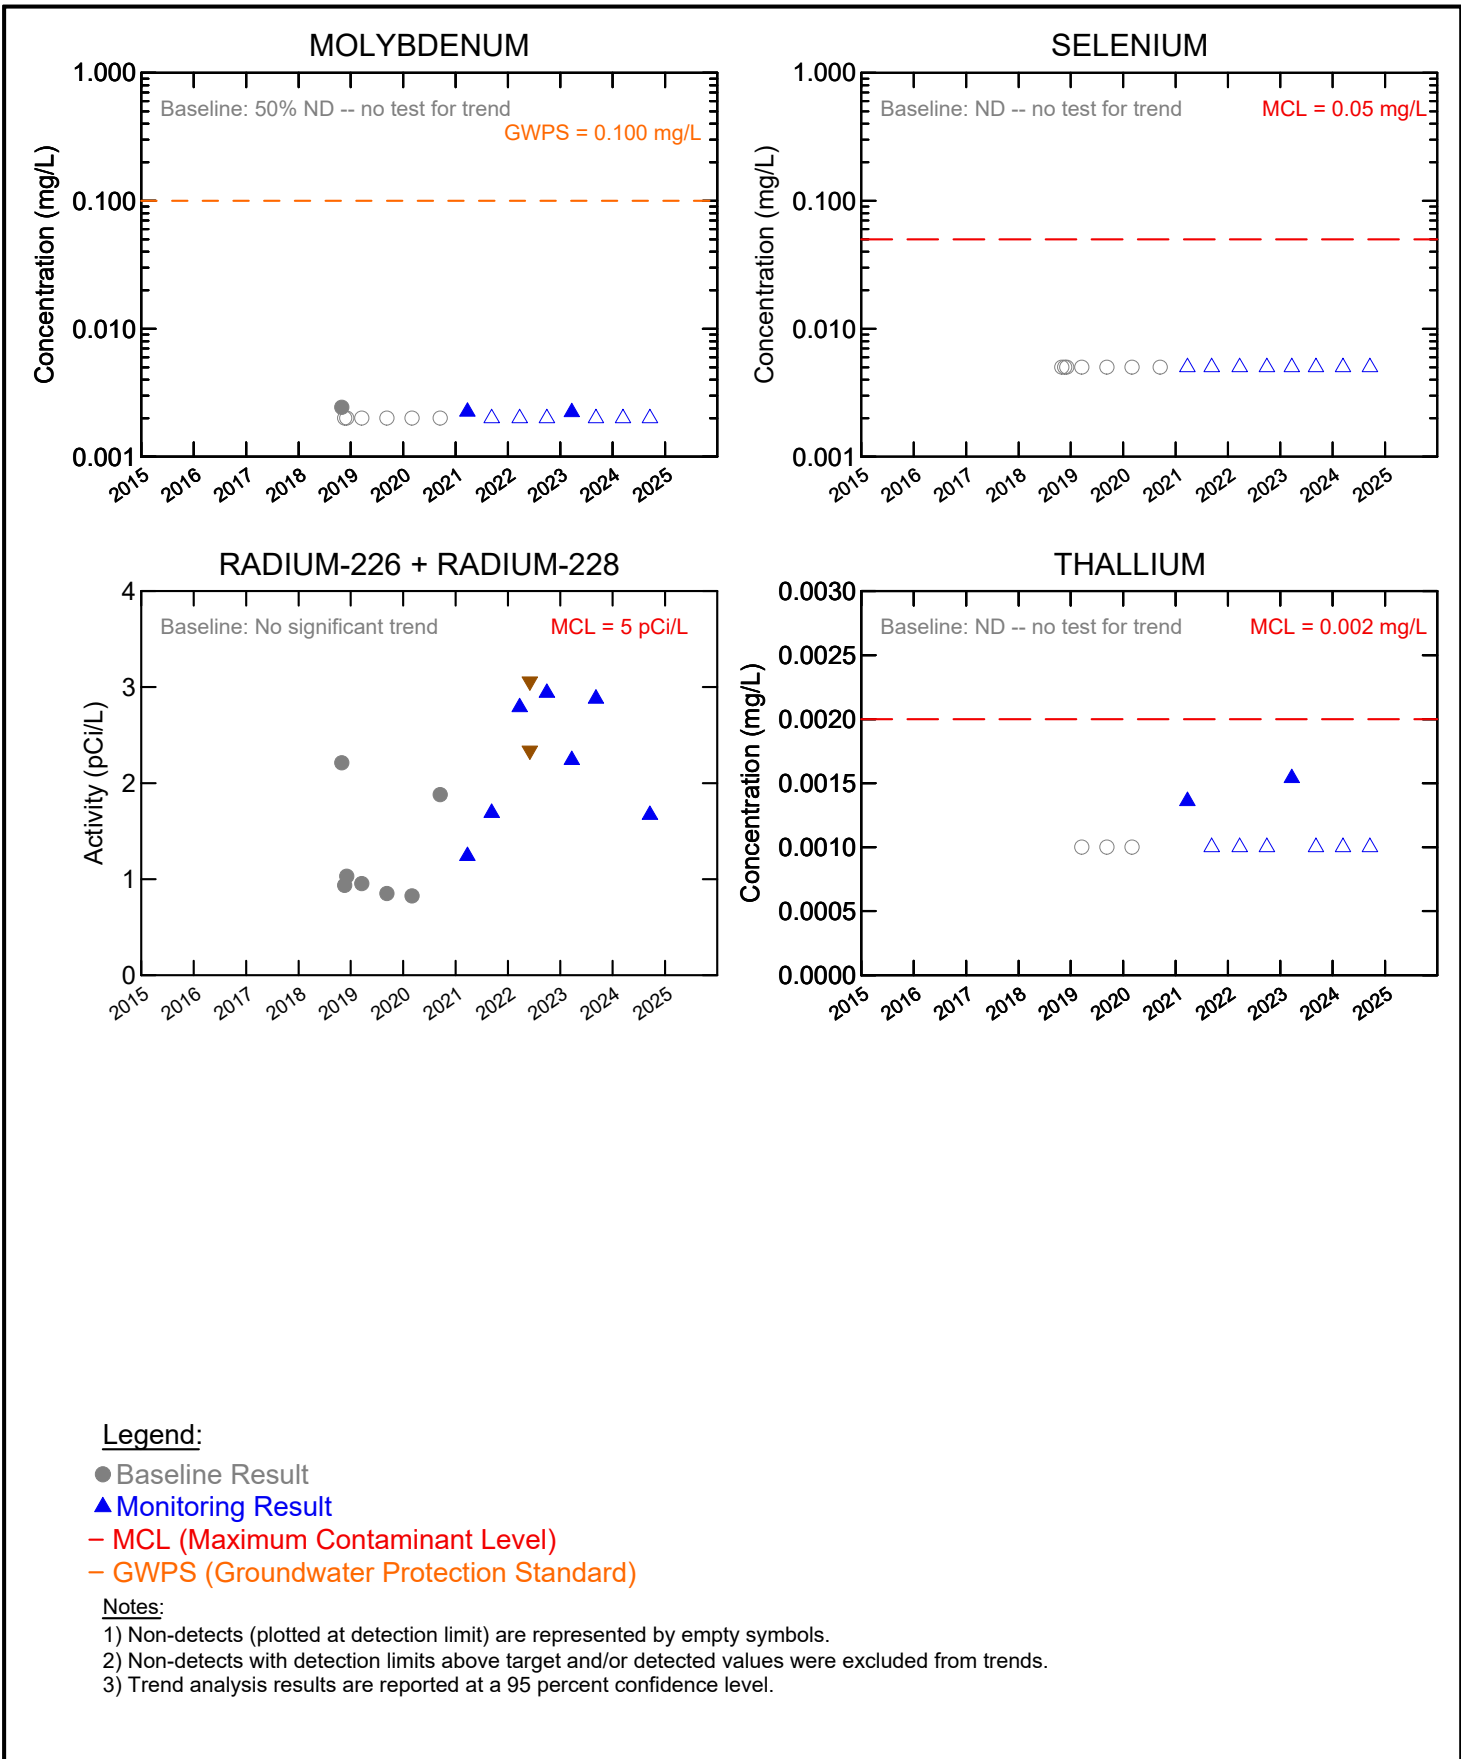 MOLYBDENUM
Baseline: 50% ND -- no test for trend
GWPS = 0.100 mg/L
Concentration (mg/L)
1.000
0.100
0.010
0.001
2015 2016 2017 2018 2019 2020 2021 2022 2023 2024 2025
SELENIUM
Baseline: ND -- no test for trend
MCL = 0.05 mg/L
Concentration (mg/L)
1.000
0.100
0.010
0.001
2015 2016 2017 2018 2019 2020 2021 2022 2023 2024 2025
RADIUM-226 + RADIUM-228
Baseline: No significant trend
MCL = 5 pCi/L
Activity (pCi/L)
4
3
2
1
0
2015 2016 2017 2018 2019 2020 2021 2022 2023 2024 2025
THALLIUM
Baseline: ND -- no test for trend
MCL = 0.002 mg/L
Concentration (mg/L)
0.0030
0.0025
0.0020
0.0015
0.0010
0.0005
0.0000
2015 2016 2017 2018 2019 2020 2021 2022 2023 2024 2025
Legend:
Baseline Result
Monitoring Result
MCL (Maximum Contaminant Level)
GWPS (Groundwater Protection Standard)
Notes:
1) Non-detects (plotted at detection limit) are represented by empty symbols.
2) Non-detects with detection limits above target and/or detected values were excluded from trends.
3) Trend analysis results are reported at a 95 percent confidence level.